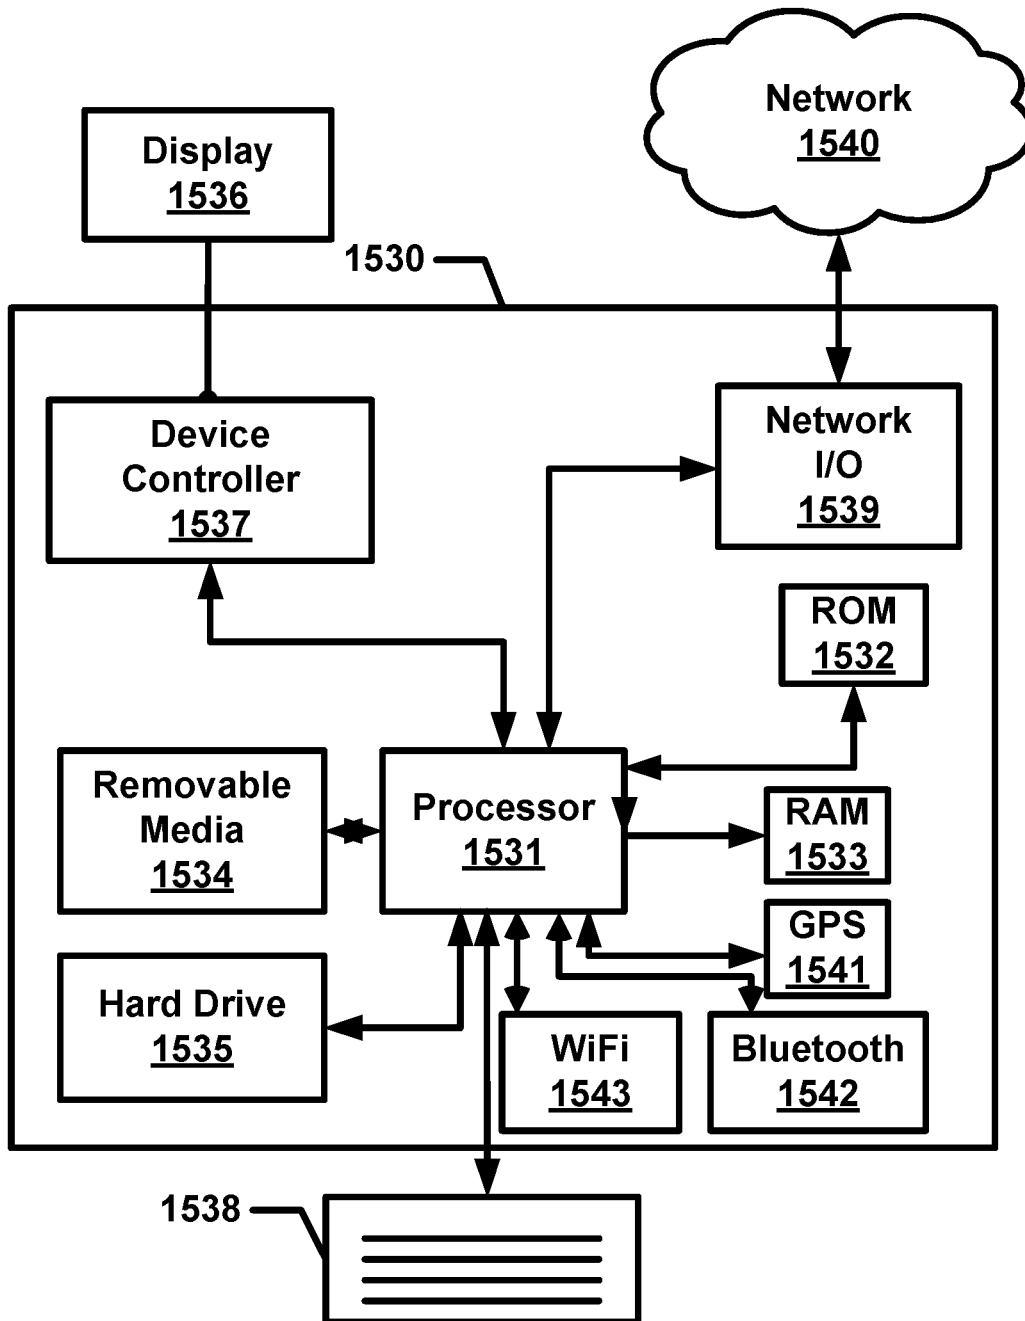 Network
1540
Display
1536
1530
Device
Controller
1537
Network
I/O
1539
ROM
1532
Removable
Media
1534
Processor
1531
RAM
1533
GPS
1541
Hard Drive
1535
WiFi
1543
Bluetooth
1542
1538